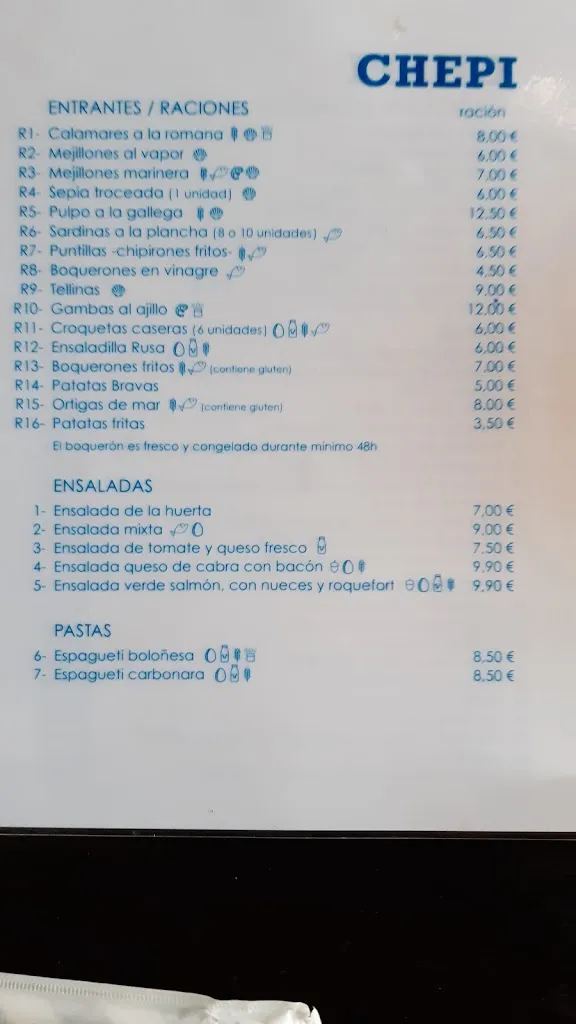 CHEPI
ENTRANTES / RACIONES ración
R1- Calamares a la romana 8,00 €
R2- Mejillones al vapor 6,00 €
R3- Mejillones marinera 7,00 €
R4- Sepia troceada (1 unidad) 6,00 €
R5- Pulpo a la gallega 12,50 €
R6- Sardinas a la plancha (8 o 10 unidades) 6,50 €
R7- Puntillas -chipirones fritos- 6,50 €
R8- Boquerones en vinagre 4,50 €
R9- Tellinas 9,00 €
R10- Gambas al ajillo 12,00 €
R11- Croquetas caseras (6 unidades) 6,00 €
R12- Ensaladilla Rusa 6,00 €
R13- Boquerones fritos (contiene gluten) 7,00 €
R14- Patatas Bravas 5,00 €
R15- Ortigas de mar (contiene gluten) 8,00 €
R16- Patatas fritas 3,50 €
El boquerón es fresco y congelado durante mínimo 48h
ENSALADAS
1- Ensalada de la huerta 7,00 €
2- Ensalada mixta 9,00 €
3- Ensalada de tomate y queso fresco 7,50 €
4- Ensalada queso de cabra con bacón 9,90 €
5- Ensalada verde salmón, con nueces y roquefort 9,90 €
PASTAS
6- Espagueti boloñesa 8,50 €
7- Espagueti carbonara 8,50 €